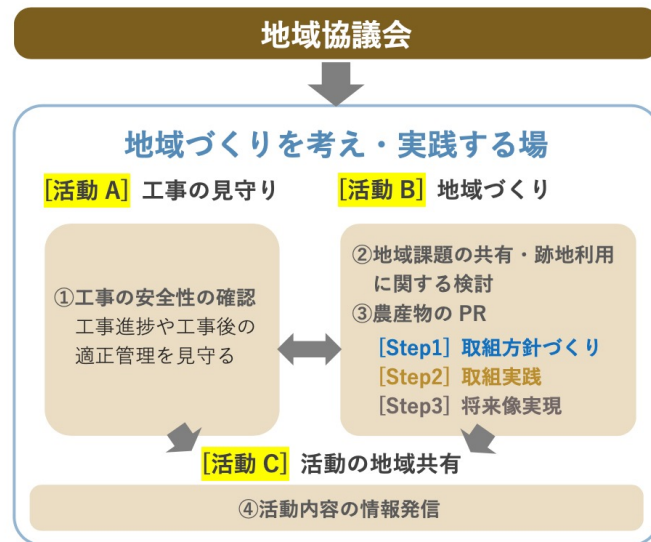 地域協議会
地域づくりを考え・実践する場
[活動 A] 工事の見守り
①工事の安全性の確認
工事進捗や工事後の
適正管理を見守る
[活動 B] 地域づくり
②地域課題の共有・跡地利用
に関する検討
③農産物の PR
[Step1] 取組方針づくり
[Step2] 取組実践
[Step3] 将来像実現
[活動 C] 活動の地域共有
④活動内容の情報発信